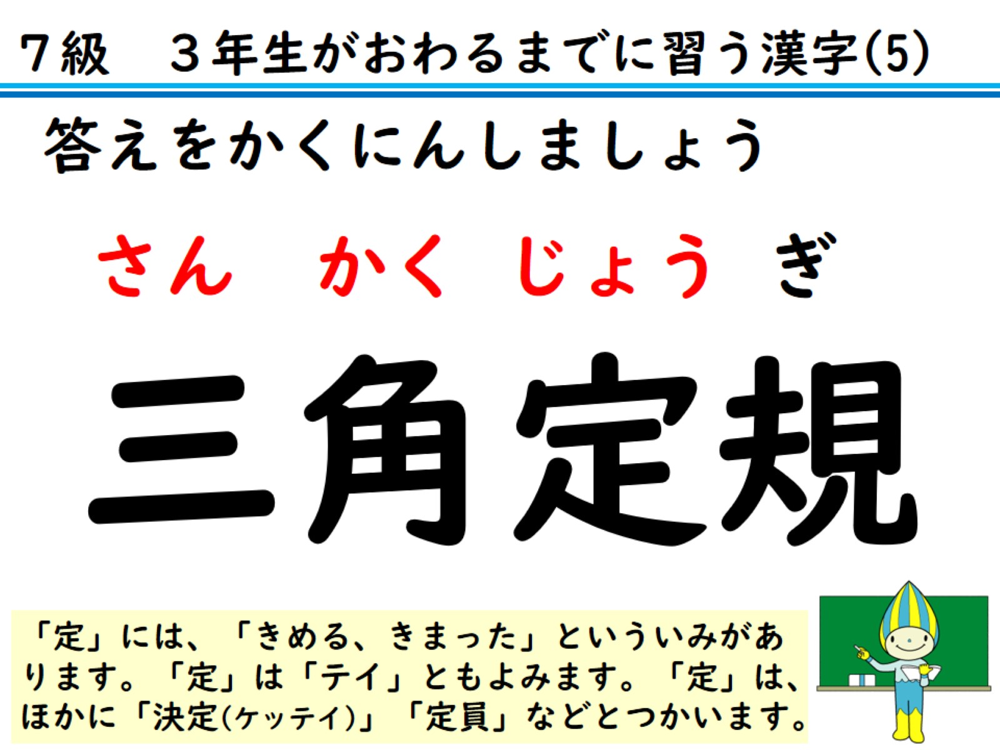 ７級　３年生がおわるまでに習う漢字(5)
答えをかくにんしましょう
さん　かく　じょう　ぎ
三角定規
「定」には、「きめる、きまった」といういみがあ
ります。「定」は「テイ」ともよみます。「定」は、
ほかに「決定(ケッテイ)」「定員」などとつかいます。